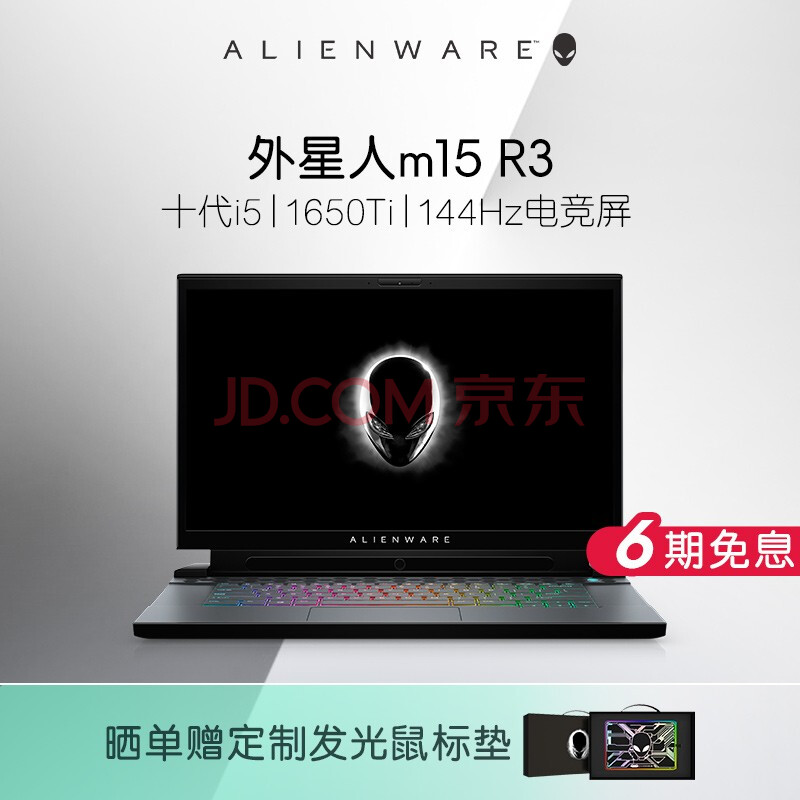 ALIENWARE™
外星人m15 R3
十代i5|1650Ti|144Hz电竞屏
JD.COM 京东
ALIENWARE
6期免息
晒单赠定制发光鼠标垫